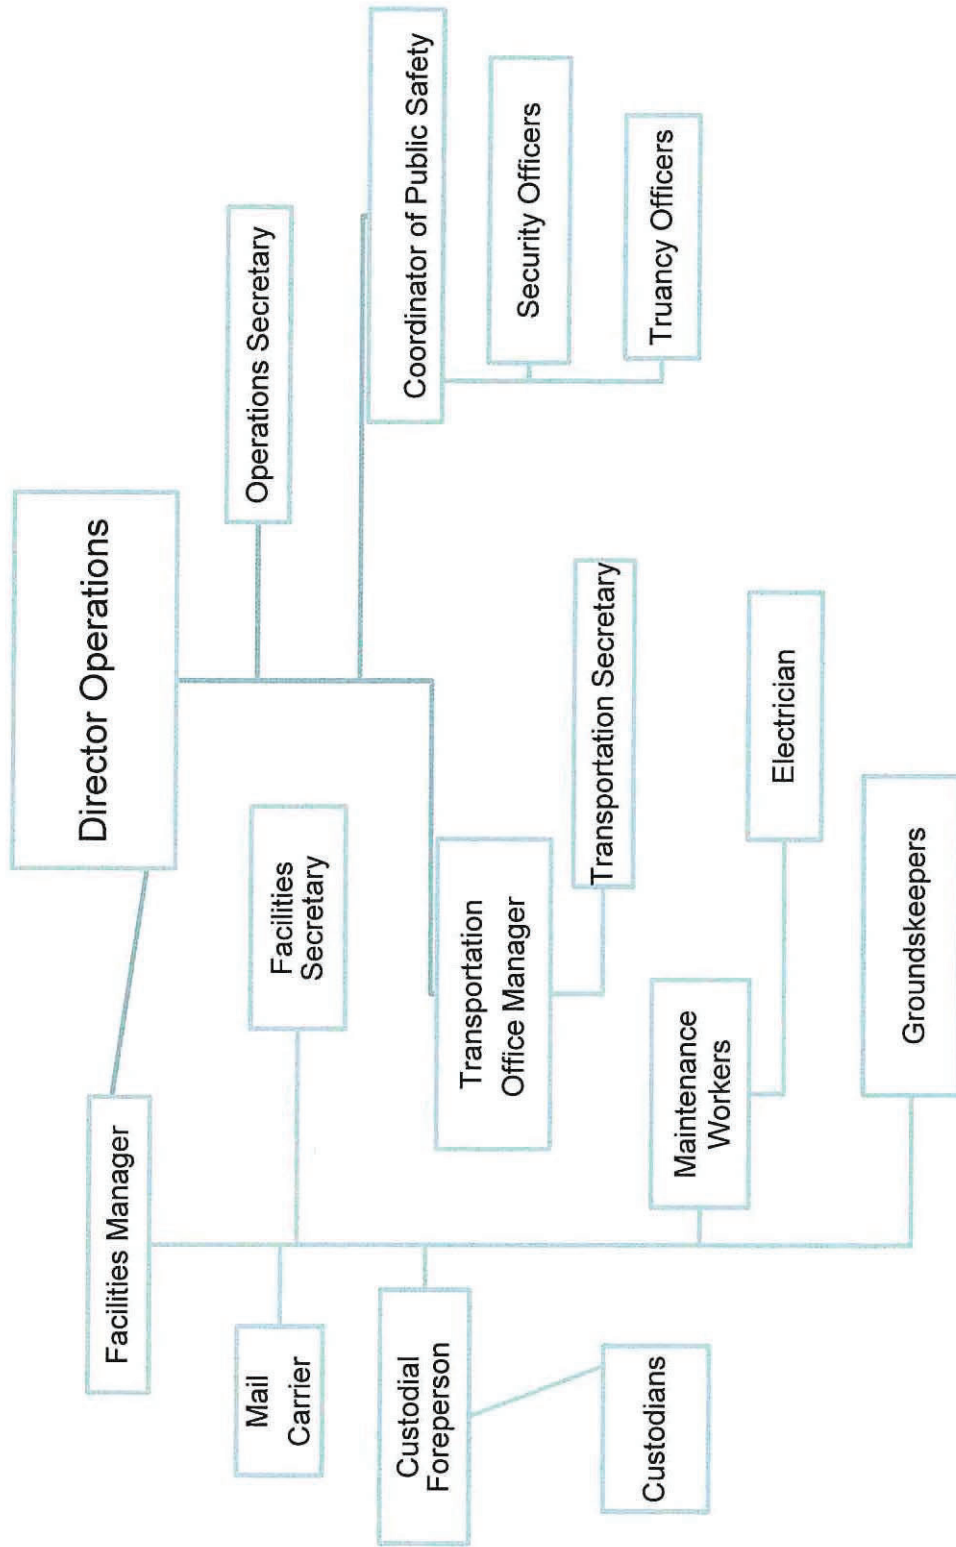 Director Operations
Facilities Manager
Operations Secretary
Mail
Carrier
Facilities
Secretary
Coordinator of Public Safety
Custodial
Foreperson
Transportation
Office Manager
Security Officers
Transportation Secretary
Custodians
Truancy Officers
Maintenance
Workers
Electrician
Groundskeepers